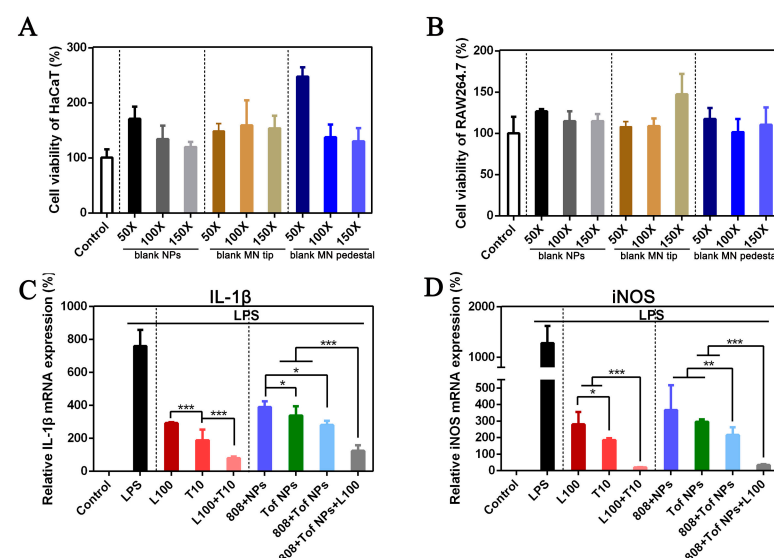 A
Cell viability of HaCaT (%)
300
200
100
0
Control
50X
100X
150X
50X
100X
150X
50X
100X
150X
blank NPs
blank MN tip
blank MN pedestal
B
Cell viability of RAW264.7 (%)
200
150
100
50
0
Control
50X
100X
150X
50X
100X
150X
50X
100X
150X
blank NPs
blank MN tip
blank MN pedestal
C
IL-1β
LPS
Relative IL-1β mRNA expression (%)
1000
800
600
400
200
0
***
***
*
*
***
Control
LPS
L100
T10
L100+T10
808+NPs
Tof NPs
808+Tof NPs
808+Tof NPs+L100
D
iNOS
LPS
Relative iNOS mRNA expression (%)
2000
1000
300
200
100
0
400
*
***
**
***
Control
LPS
L100
T10
L100+T10
808+NPs
Tof NPs
808+Tof NPs
808+Tof NPs+L100